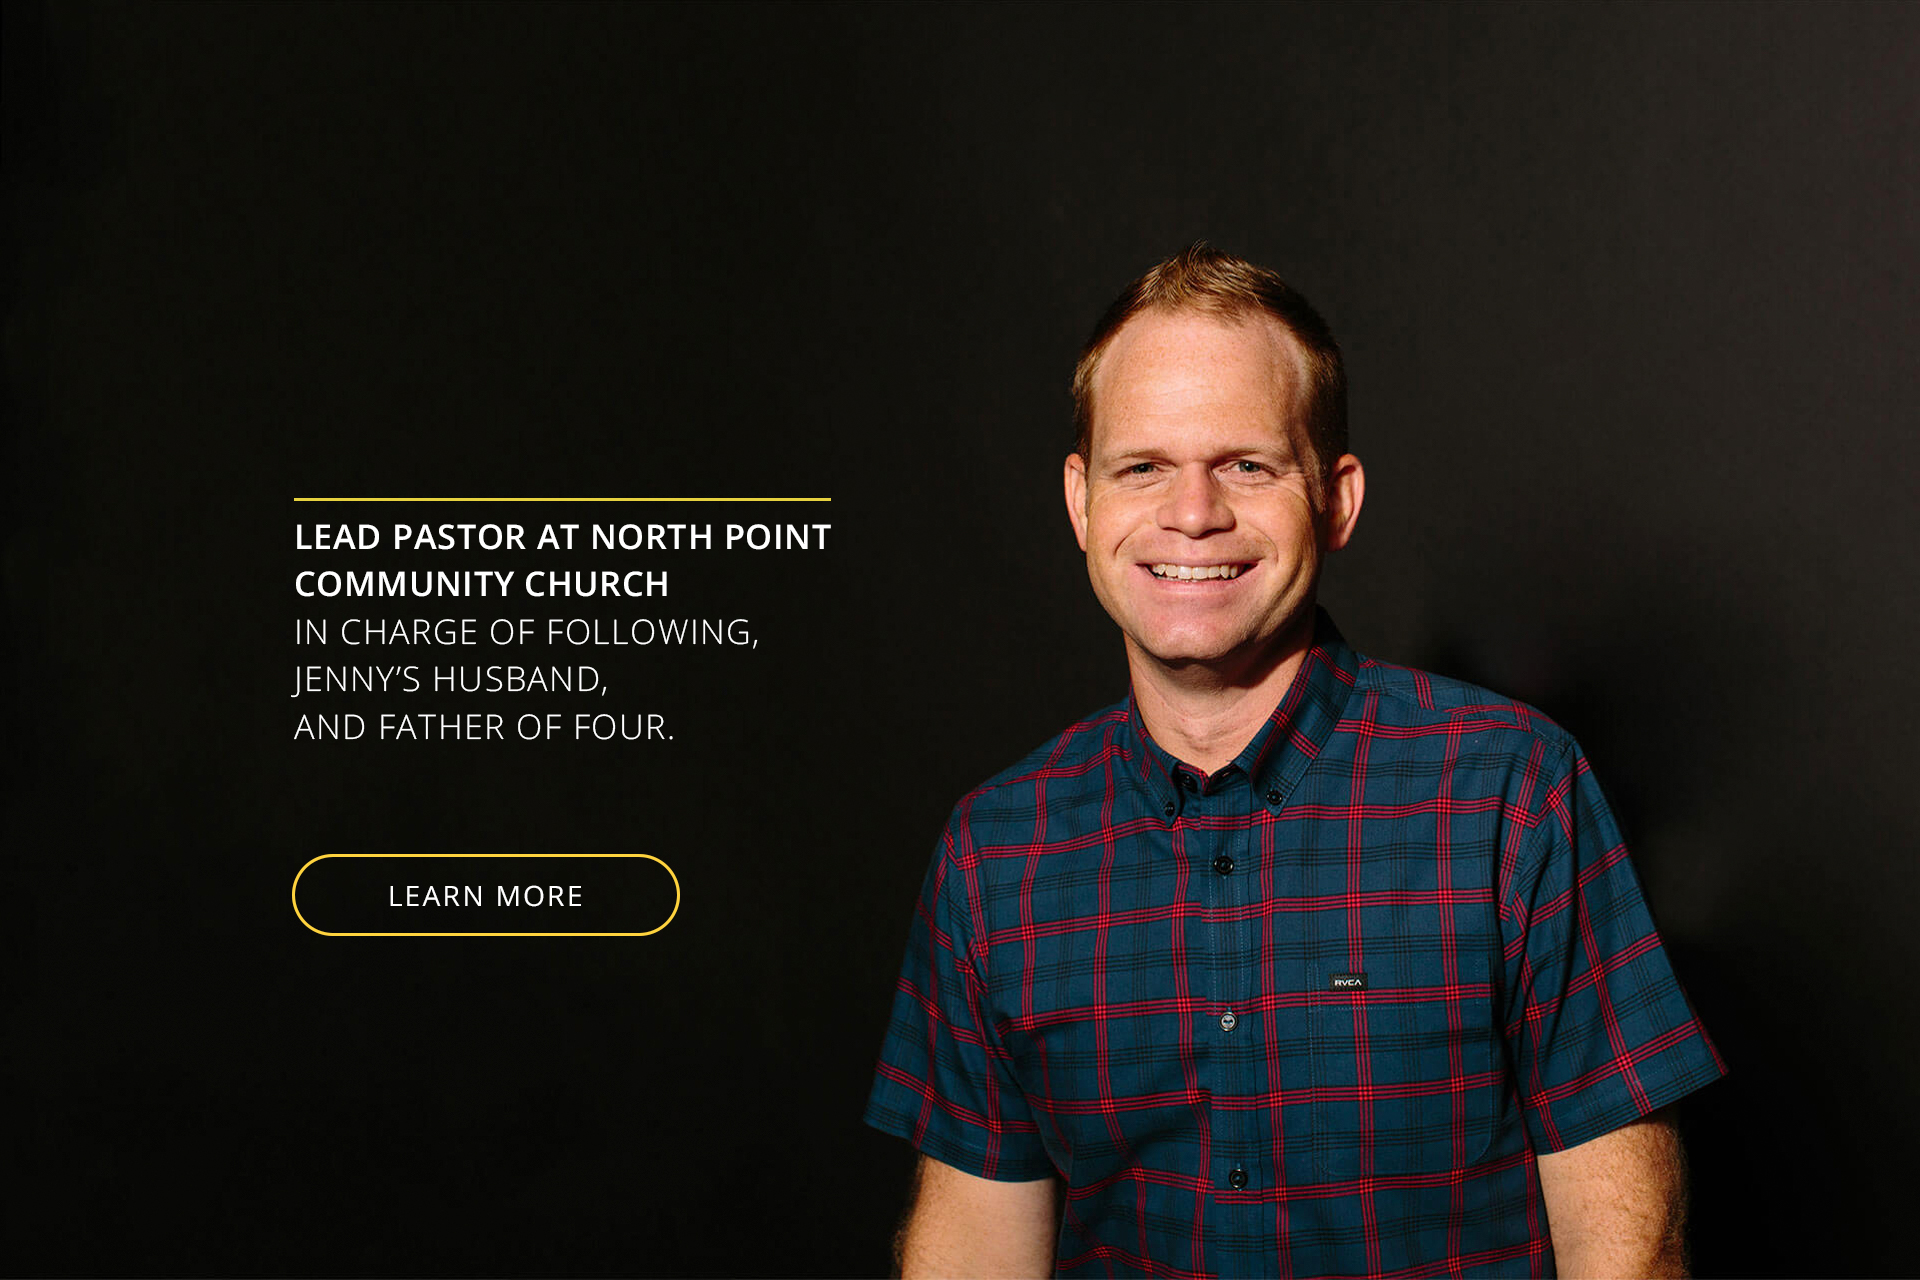 LEAD PASTOR AT NORTH POINT
COMMUNITY CHURCH
IN CHARGE OF FOLLOWING,
JENNY’S HUSBAND,
AND FATHER OF FOUR.
LEARN MORE
RVCA